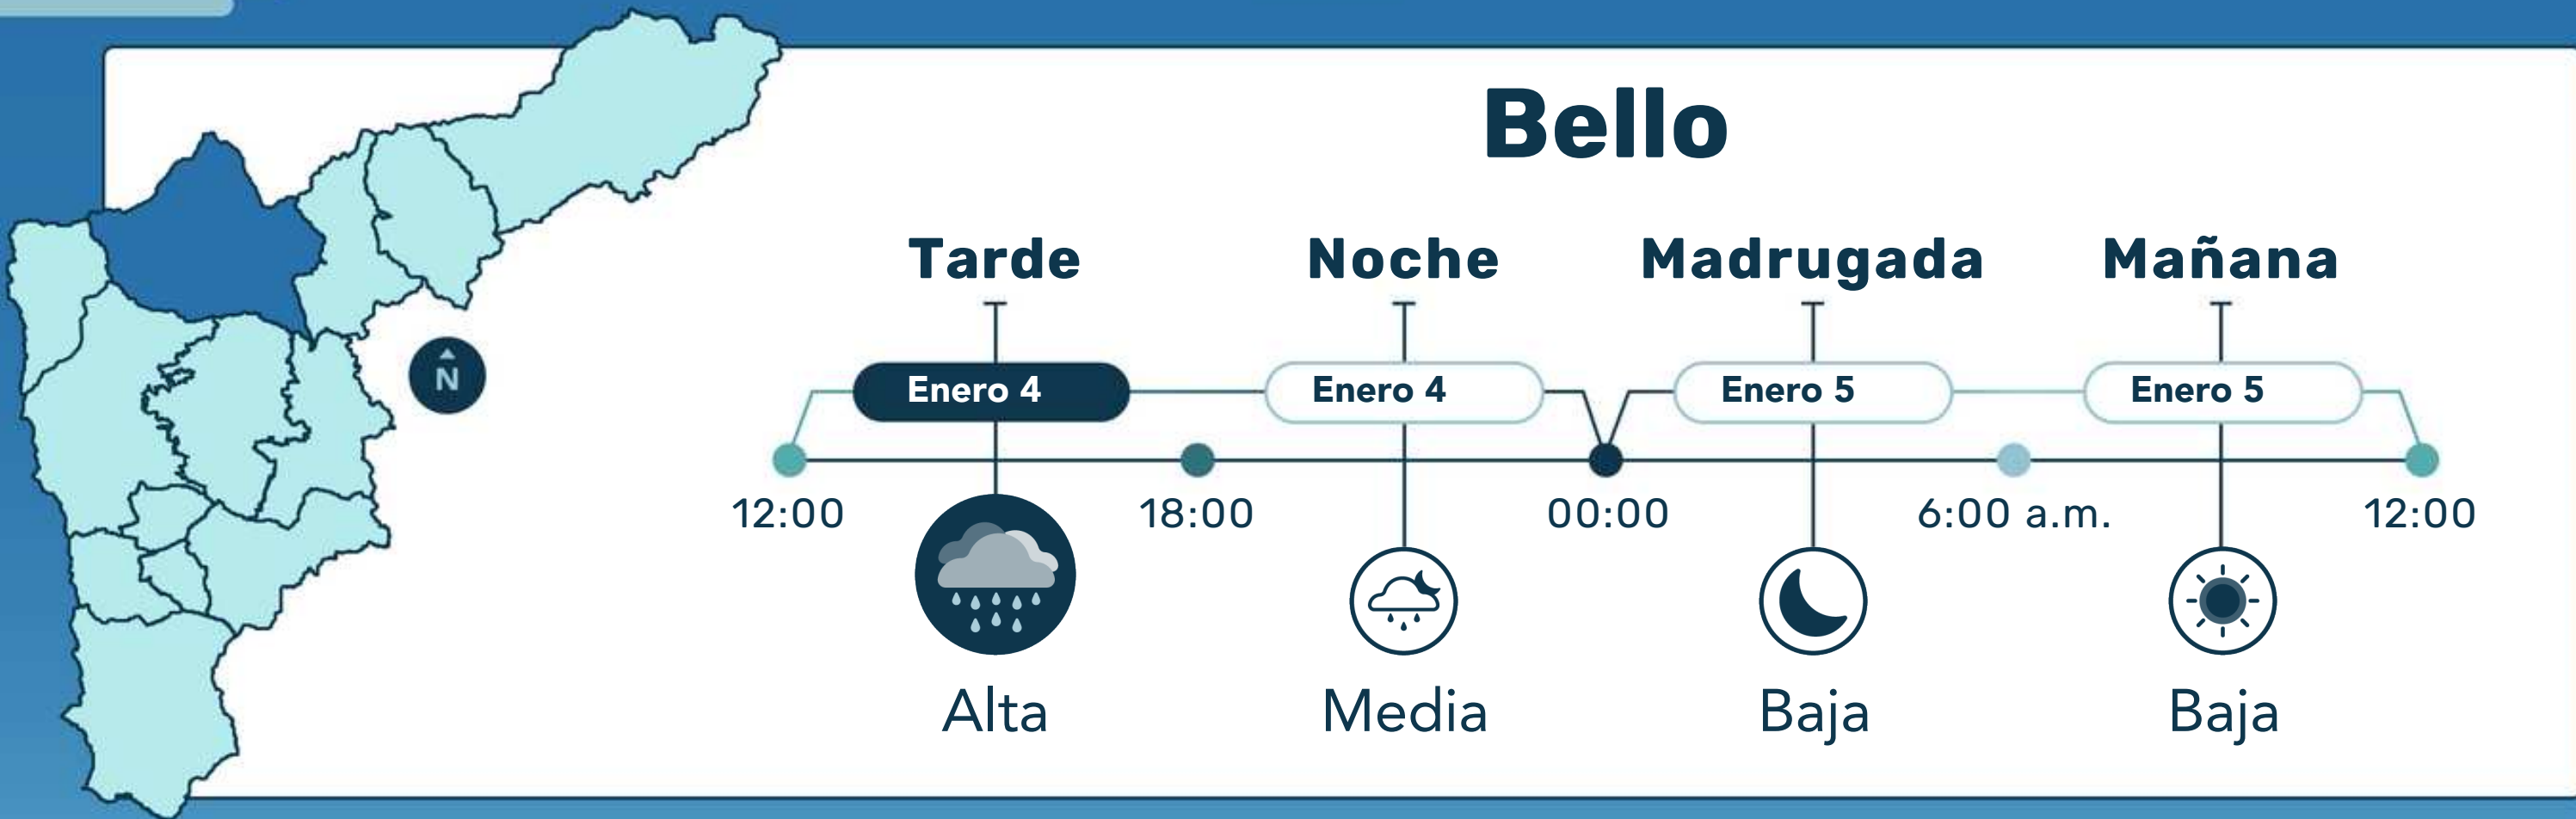 Bello
Tarde Noche Madrugada Mañana
Enero 4 Enero 4 Enero 5 Enero 5
N
12:00 18:00 00:00 6:00 a.m. 12:00
Alta Media Baja Baja